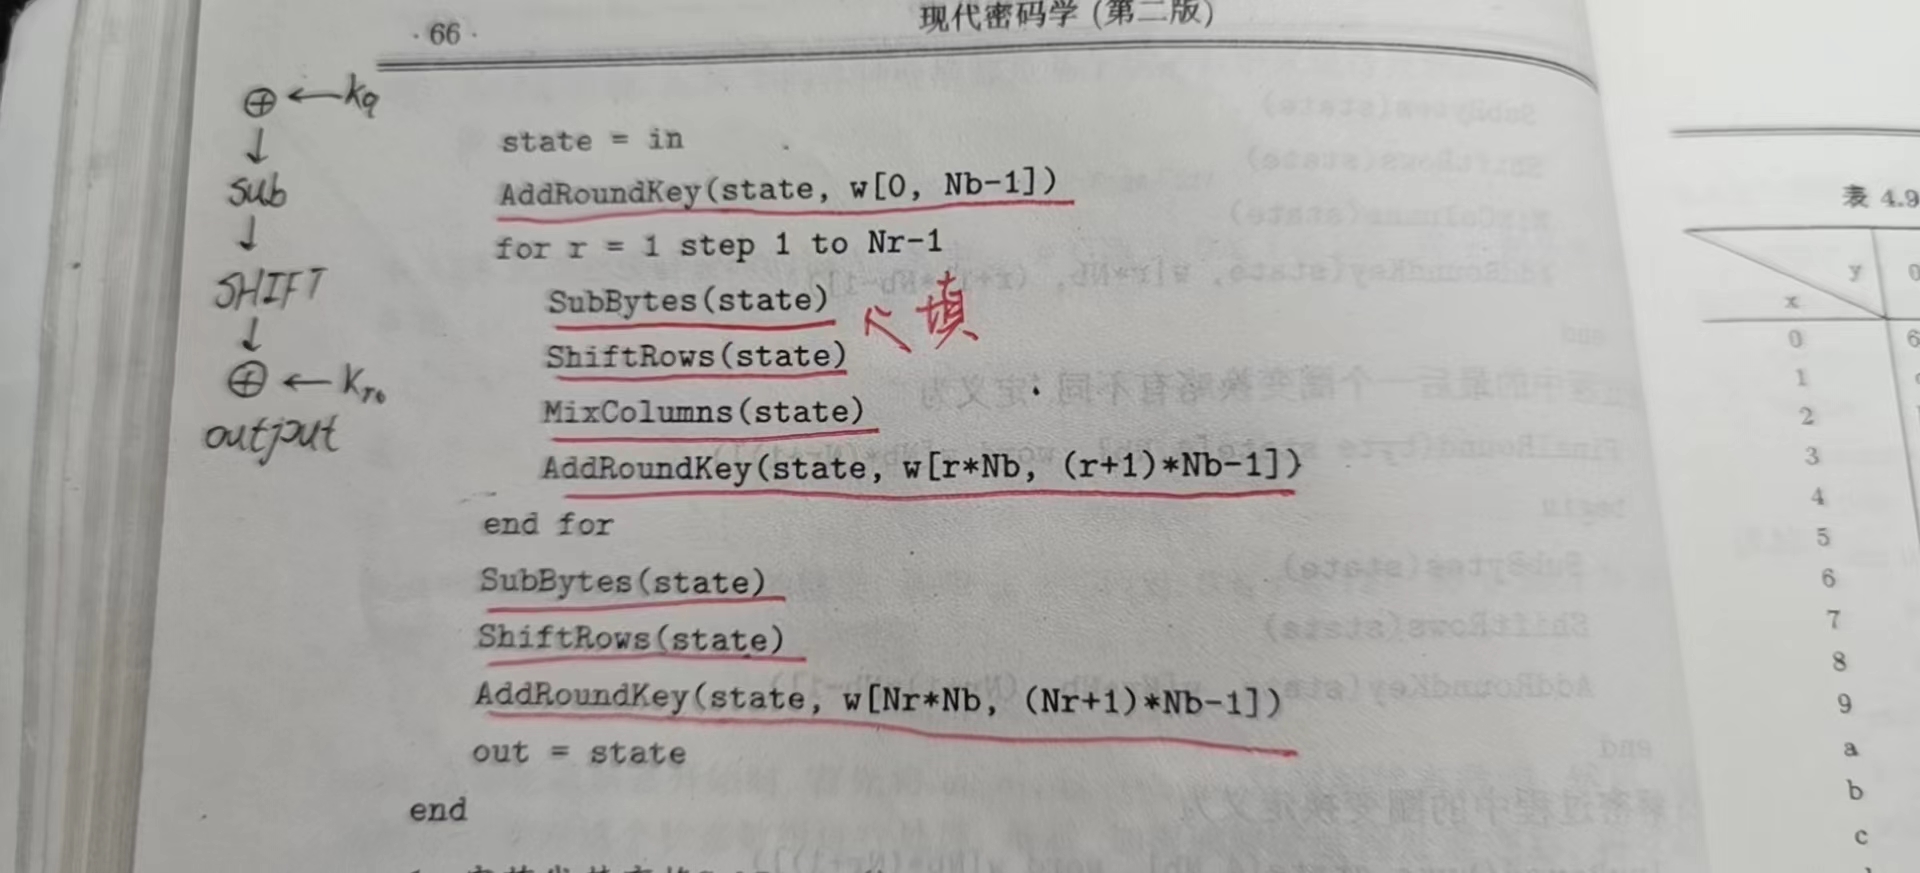 · 66 ·
现代密码学 (第二版)
⊕ ← k9
↓
sub
↓
SHIFT
↓
⊕ ← K10
output
state = in
AddRoundKey(state, w[0, Nb-1])
for r = 1 step 1 to Nr-1
SubBytes(state)
填
ShiftRows(state)
MixColumns(state)
AddRoundKey(state, w[r*Nb, (r+1)*Nb-1])
end for
SubBytes(state)
ShiftRows(state)
AddRoundKey(state, w[Nr*Nb, (Nr+1)*Nb-1])
out = state
end
表 4.9
y
0
x
0
6
1
2
3
4
5
6
7
8
9
a
b
c